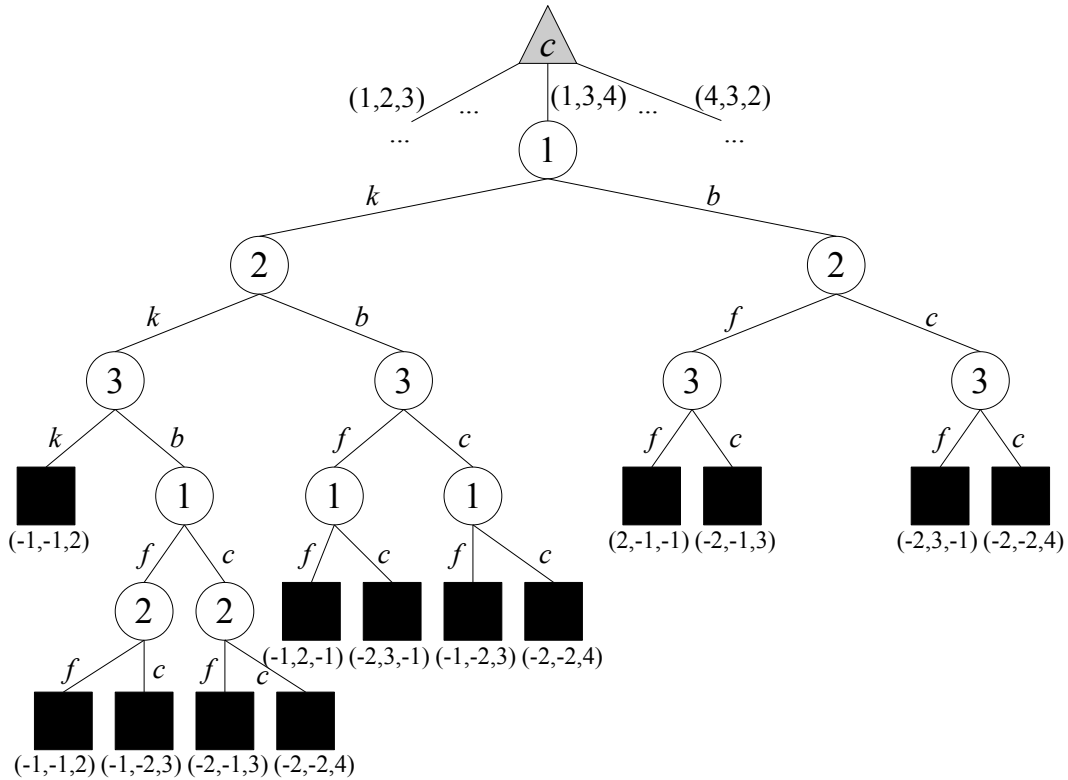 c
(1,2,3) ... (1,3,4) ... (4,3,2)
... ...
1
k b
2 2
k b f c
3 3 3 3
k b f c f c f c
1 1 1
(-1,-1,2) (2,-1,-1) (-2,-1,3) (-2,3,-1) (-2,-2,4)
f c f c f c
2 2
(-1,2,-1) (-2,3,-1) (-1,-2,3) (-2,-2,4)
f c f c
(-1,-1,2) (-1,-2,3) (-2,-1,3) (-2,-2,4)